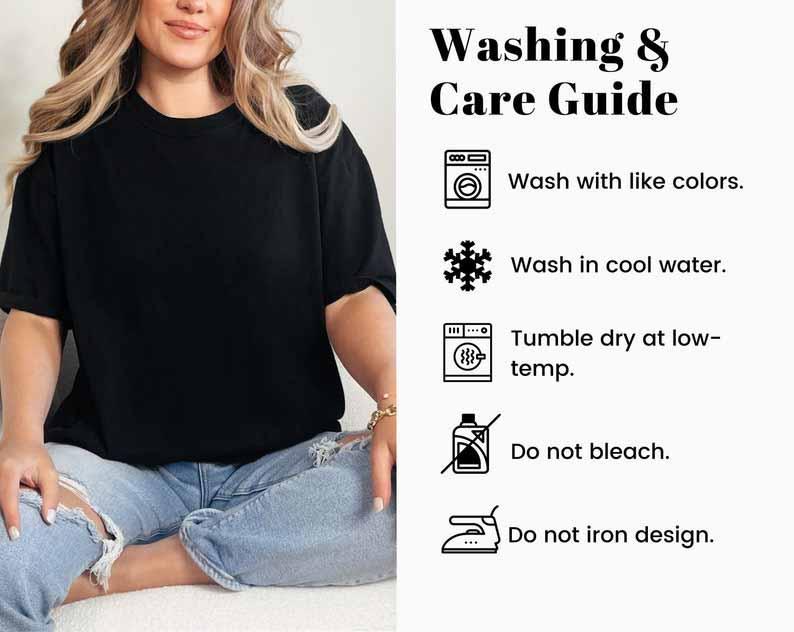 Washing &
Care Guide
Wash with like colors.
Wash in cool water.
Tumble dry at low-
temp.
Do not bleach.
Do not iron design.